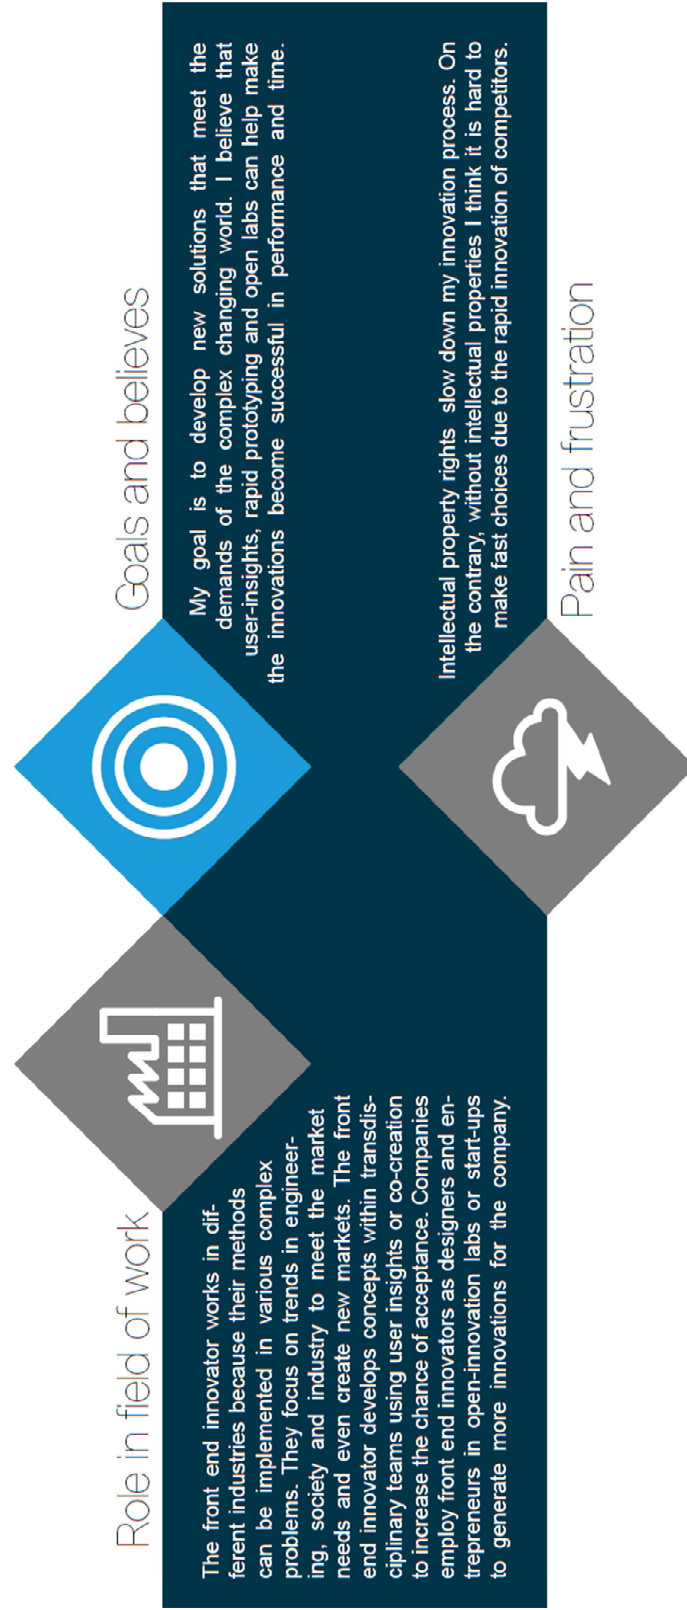 Role in field of work
The front end innovator works in dif-
ferent industries because their methods
can be implemented in various complex
problems. They focus on trends in engineer-
ing, society and industry to meet the market
needs and even create new markets. The front
end innovator develops concepts within transdis-
ciplinary teams using user insights or co-creation
to increase the chance of acceptance. Companies
employ front end innovators as designers and en-
trepreneurs in open-innovation labs or start-ups
to generate more innovations for the company.
Goals and believes
My goal is to develop new solutions that meet the
demands of the complex changing world. I believe that
user-insights, rapid prototyping and open labs can help make
the innovations become successful in performance and time.
Intellectual property rights slow down my innovation process. On
the contrary, without intellectual properties I think it is hard to
make fast choices due to the rapid innovation of competitors.
Pain and frustration